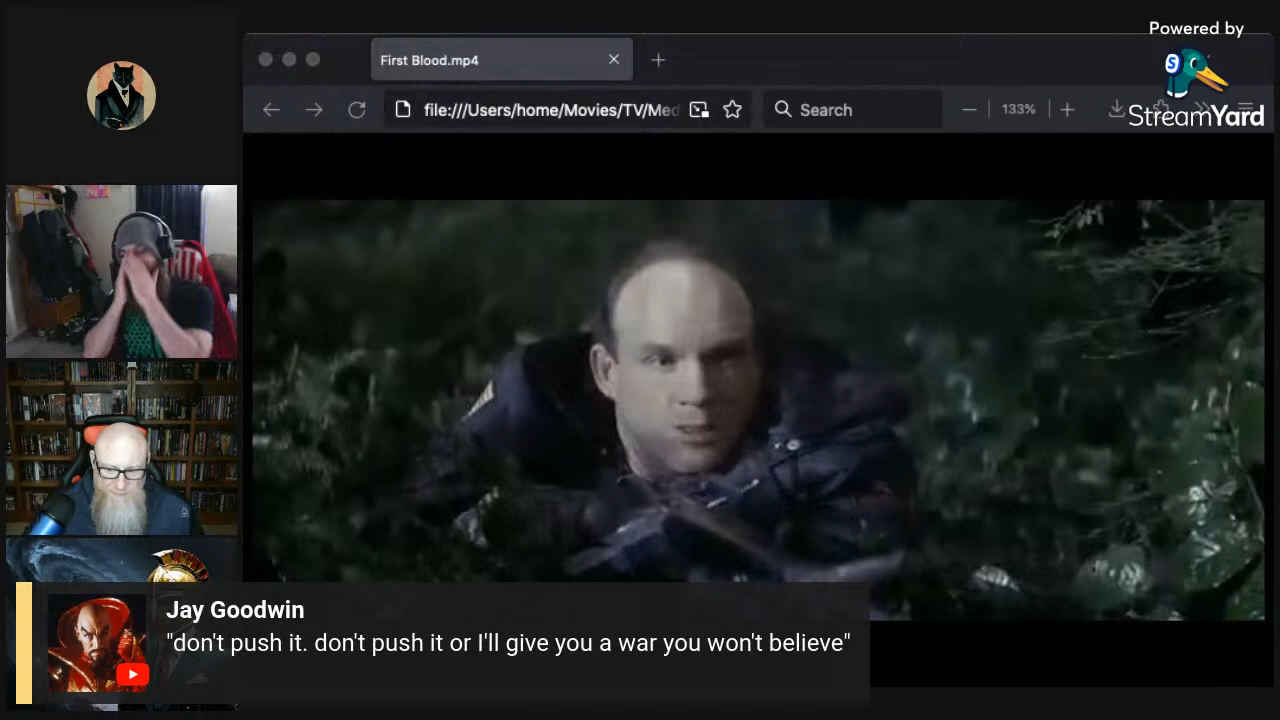 Powered by
StreamYard
First Blood.mp4
file:///Users/home/Movies/TV/Med
Search
133%
Jay Goodwin
"don't push it. don't push it or I'll give you a war you won't believe"